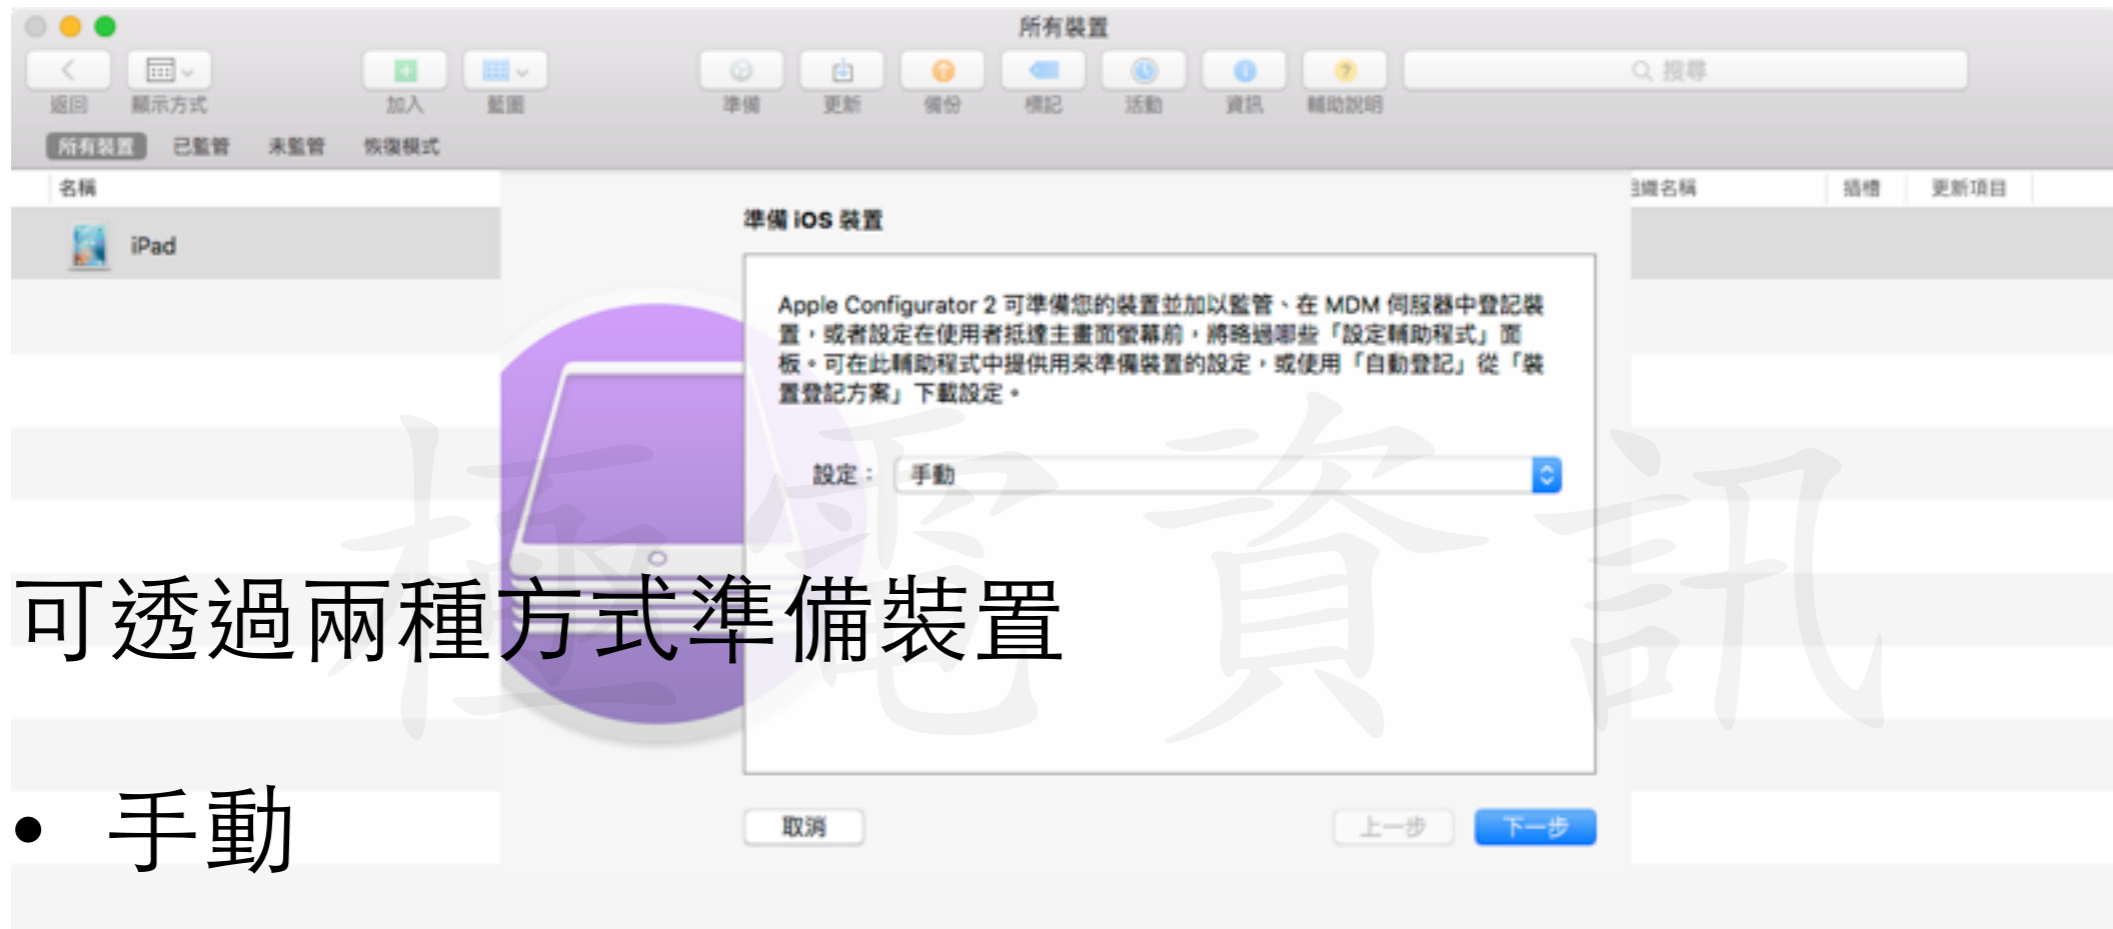 所有裝置
返回 顯示方式 加入 藍圖 準備 更新 備份 標記 活動 資訊 輔助說明 搜尋
所有裝置 已監管 未監管 恢復模式
名稱 組織名稱 插槽 更新項目
iPad
準備 iOS 裝置
Apple Configurator 2 可準備您的裝置並加以監管、在 MDM 伺服器中登記裝
置，或者設定在使用者抵達主畫面螢幕前，將略過哪些「設定輔助程式」面
板。可在此輔助程式中提供用來準備裝置的設定，或使用「自動登記」從「裝
置登記方案」下載設定。
設定： 手動
極電資訊
可透過兩種方式準備裝置
• 手動
取消 上一步 下一步